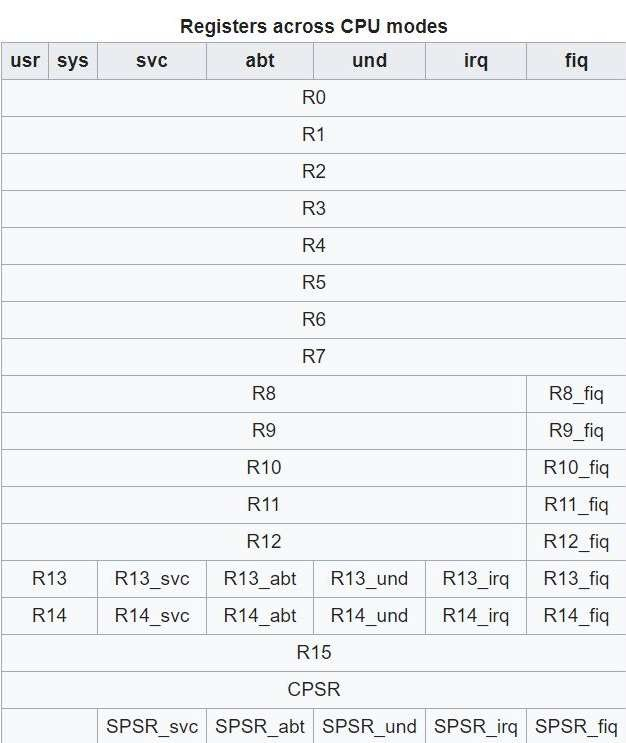 Registers across CPU modes
usr sys svc abt und irq fiq
R0
R1
R2
R3
R4
R5
R6
R7
R8 R8_fiq
R9 R9_fiq
R10 R10_fiq
R11 R11_fiq
R12 R12_fiq
R13 R13_svc R13_abt R13_und R13_irq R13_fiq
R14 R14_svc R14_abt R14_und R14_irq R14_fiq
R15
CPSR
SPSR_svc SPSR_abt SPSR_und SPSR_irq SPSR_fiq